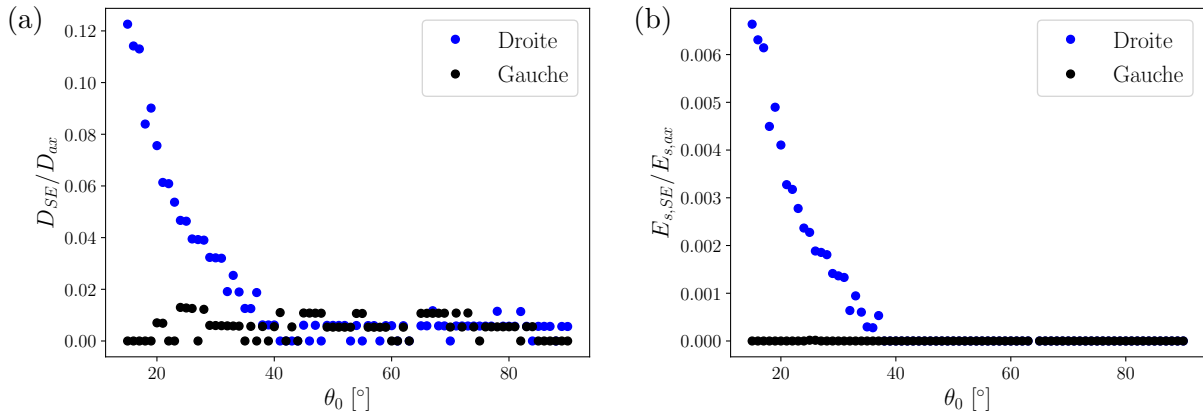 (a)
0.12
0.10
0.08
0.06
0.04
0.02
0.00
D_{SE}/D_{ax}
20
40
60
80
θ_0 [°]
Droite
Gauche
(b)
0.006
0.005
0.004
0.003
0.002
0.001
0.000
E_{s,SE}/E_{s,ax}
20
40
60
80
θ_0 [°]
Droite
Gauche